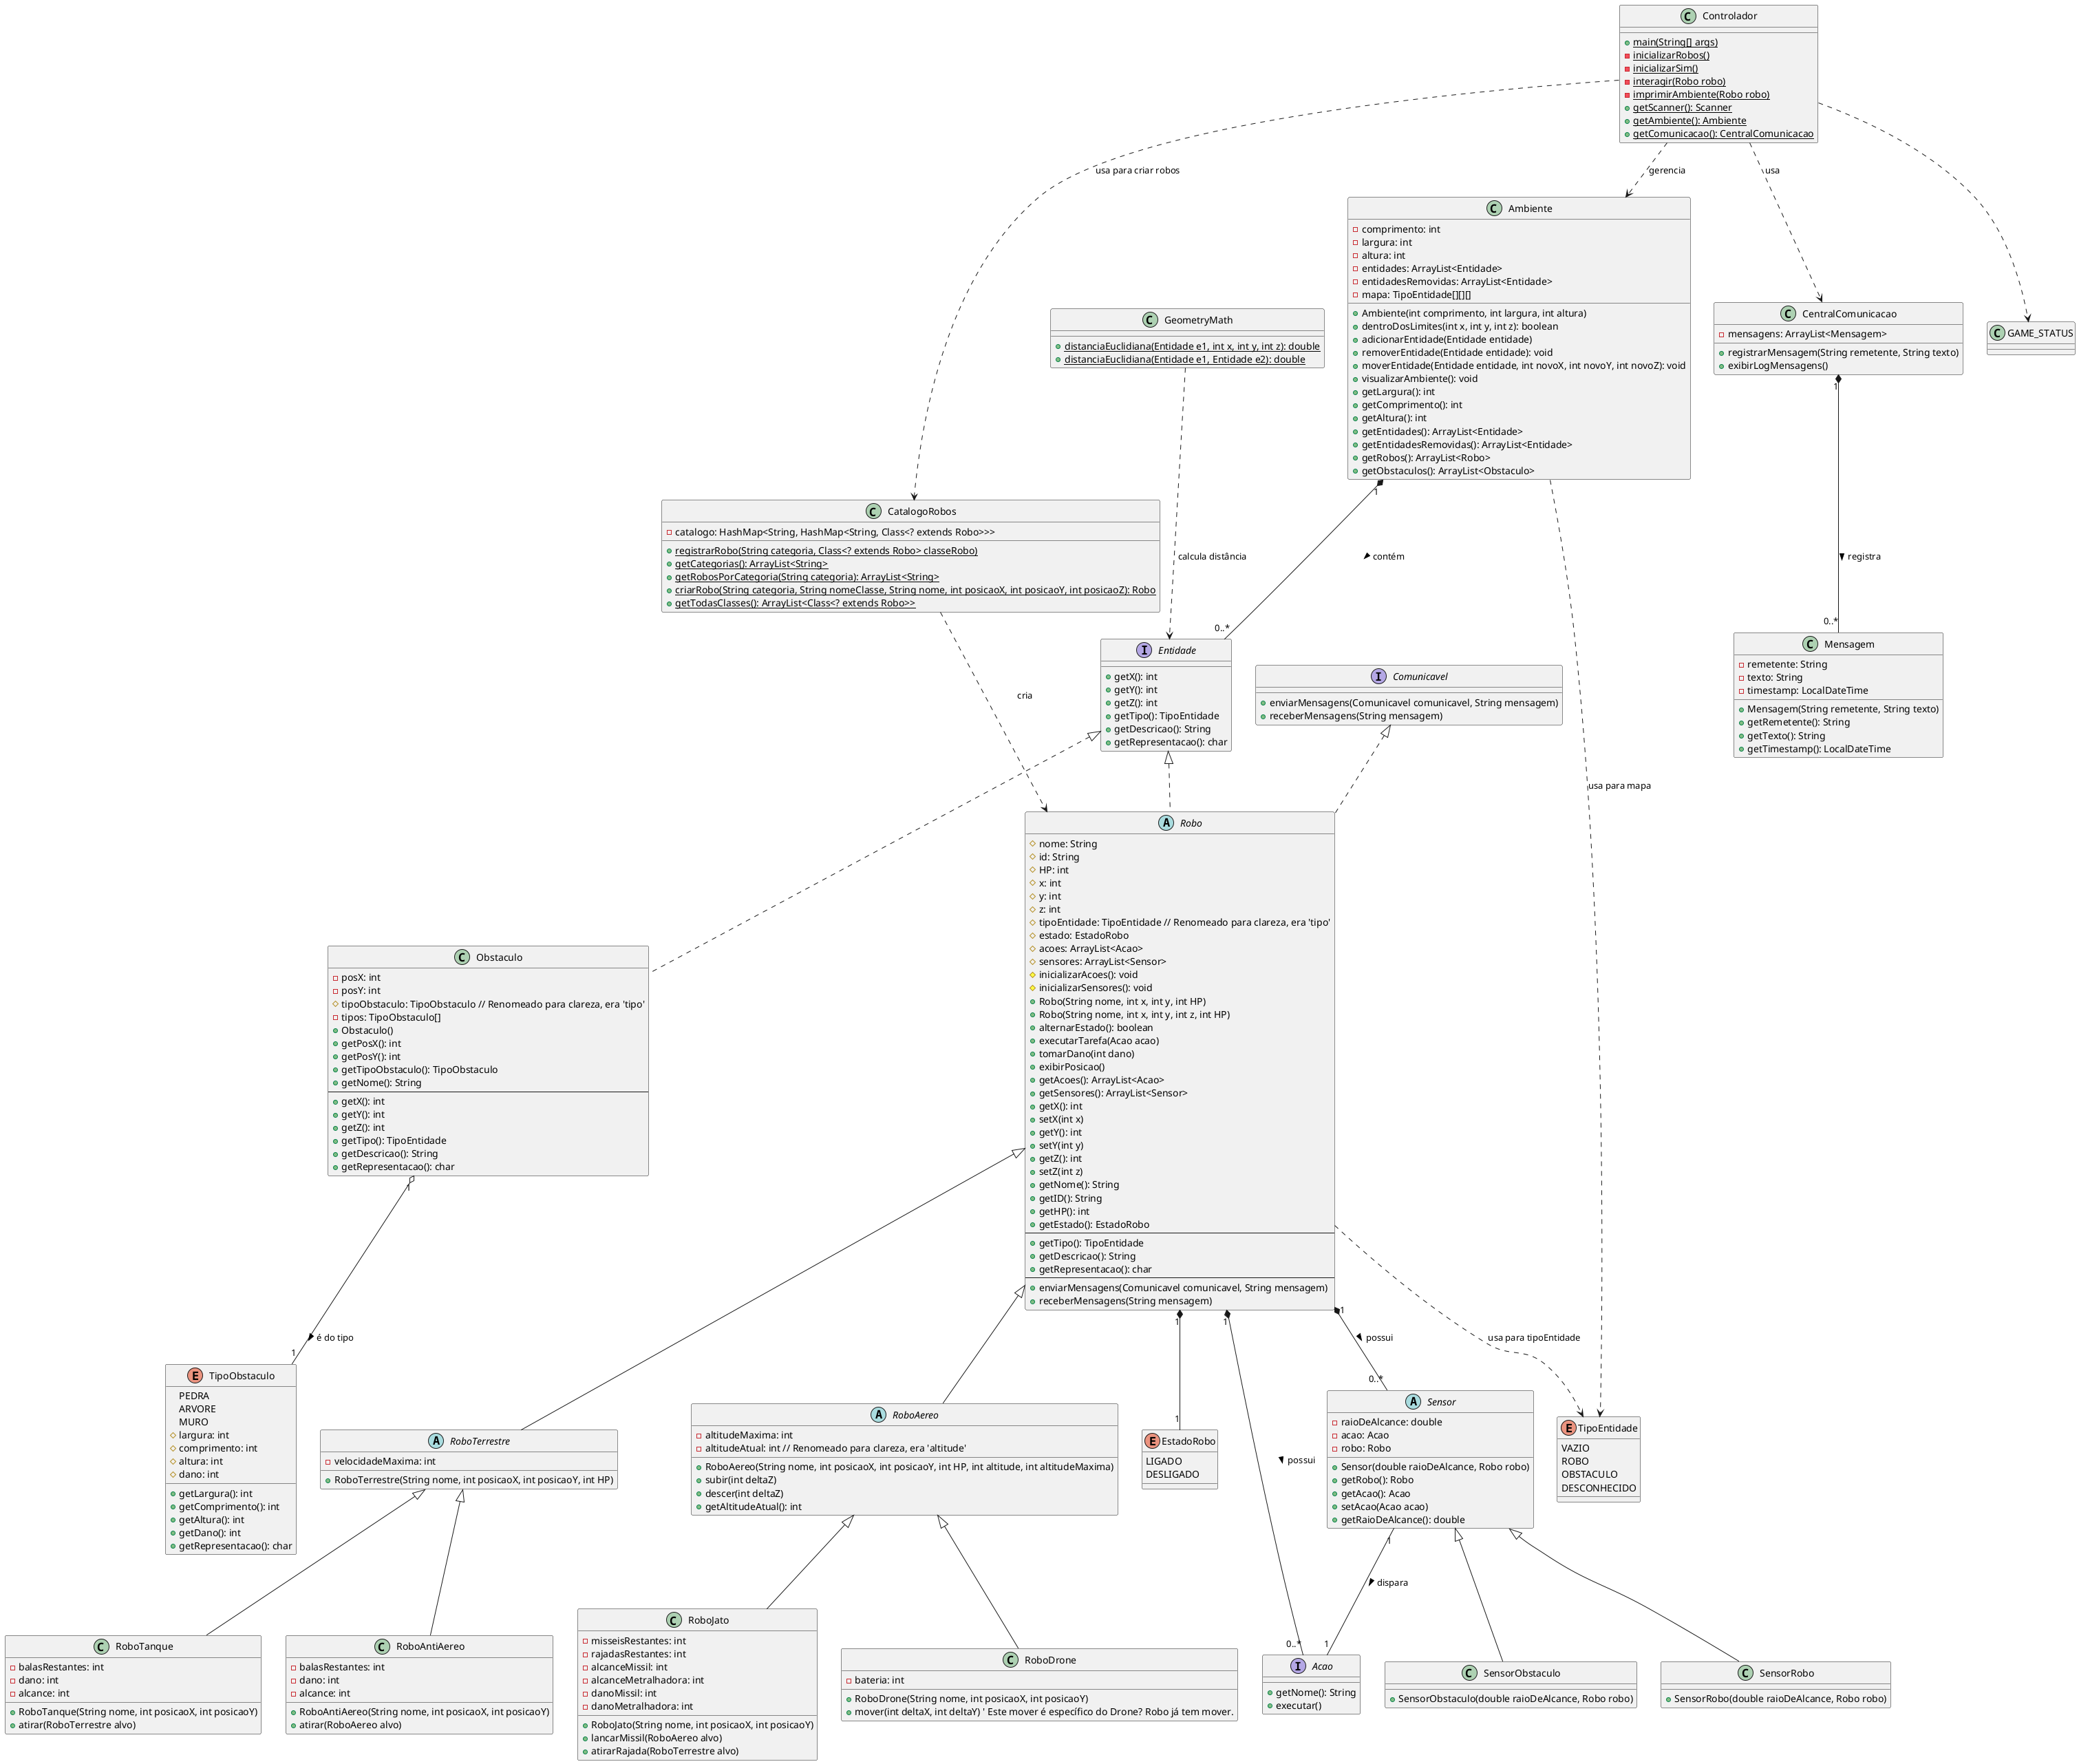 Controlador
main(String[] args)
inicializarRobos()
inicializarSim()
interagir(Robo robo)
imprimirAmbiente(Robo robo)
getScanner(): Scanner
getAmbiente(): Ambiente
getComunicacao(): CentralComunicacao
usa para criar robos
gerencia
usa
Ambiente
comprimento: int
largura: int
altura: int
entidades: ArrayList<Entidade>
entidadesRemovidas: ArrayList<Entidade>
mapa: TipoEntidade[][][]
Ambiente(int comprimento, int largura, int altura)
dentroDosLimites(int x, int y, int z): boolean
adicionarEntidade(Entidade entidade)
removerEntidade(Entidade entidade): void
moverEntidade(Entidade entidade, int novoX, int novoY, int novoZ): void
visualizarAmbiente(): void
getLargura(): int
getComprimento(): int
getAltura(): int
getEntidades(): ArrayList<Entidade>
getEntidadesRemovidas(): ArrayList<Entidade>
getRobos(): ArrayList<Robo>
getObstaculos(): ArrayList<Obstaculo>
CentralComunicacao
mensagens: ArrayList<Mensagem>
registrarMensagem(String remetente, String texto)
exibirLogMensagens()
GAME_STATUS
GeometryMath
distanciaEuclidiana(Entidade e1, int x, int y, int z): double
distanciaEuclidiana(Entidade e1, Entidade e2): double
CatalogoRobos
catalogo: HashMap<String, HashMap<String, Class<? extends Robo>>>
registrarRobo(String categoria, Class<? extends Robo> classeRobo)
getCategorias(): ArrayList<String>
getRobosPorCategoria(String categoria): ArrayList<String>
criarRobo(String categoria, String nomeClasse, String nome, int posicaoX, int posicaoY, int posicaoZ): Robo
getTodasClasses(): ArrayList<Class<? extends Robo>>
calcula distância
1
contém
0..*
1
registra
0..*
Entidade
getX(): int
getY(): int
getZ(): int
getTipo(): TipoEntidade
getDescricao(): String
getRepresentacao(): char
Comunicavel
enviarMensagens(Comunicavel comunicavel, String mensagem)
receberMensagens(String mensagem)
Mensagem
remetente: String
texto: String
timestamp: LocalDateTime
Mensagem(String remetente, String texto)
getRemetente(): String
getTexto(): String
getTimestamp(): LocalDateTime
cria
usa para mapa
Robo
nome: String
id: String
HP: int
x: int
y: int
z: int
tipoEntidade: TipoEntidade // Renomeado para clareza, era 'tipo'
estado: EstadoRobo
acoes: ArrayList<Acao>
sensores: ArrayList<Sensor>
inicializarAcoes(): void
inicializarSensores(): void
Robo(String nome, int x, int y, int HP)
Robo(String nome, int x, int y, int z, int HP)
alternarEstado(): boolean
executarTarefa(Acao acao)
tomarDano(int dano)
exibirPosicao()
getAcoes(): ArrayList<Acao>
getSensores(): ArrayList<Sensor>
getX(): int
setX(int x)
getY(): int
setY(int y)
getZ(): int
setZ(int z)
getNome(): String
getID(): String
getHP(): int
getEstado(): EstadoRobo
getTipo(): TipoEntidade
getDescricao(): String
getRepresentacao(): char
enviarMensagens(Comunicavel comunicavel, String mensagem)
receberMensagens(String mensagem)
Obstaculo
posX: int
posY: int
tipoObstaculo: TipoObstaculo // Renomeado para clareza, era 'tipo'
tipos: TipoObstaculo[]
Obstaculo()
getPosX(): int
getPosY(): int
getTipoObstaculo(): TipoObstaculo
getNome(): String
getX(): int
getY(): int
getZ(): int
getTipo(): TipoEntidade
getDescricao(): String
getRepresentacao(): char
1
é do tipo
1
1
1
1
possui
0..*
1
possui
0..*
usa para tipoEntidade
TipoObstaculo
PEDRA
ARVORE
MURO
largura: int
comprimento: int
altura: int
dano: int
getLargura(): int
getComprimento(): int
getAltura(): int
getDano(): int
getRepresentacao(): char
RoboTerrestre
velocidadeMaxima: int
RoboTerrestre(String nome, int posicaoX, int posicaoY, int HP)
RoboAereo
altitudeMaxima: int
altitudeAtual: int // Renomeado para clareza, era 'altitude'
RoboAereo(String nome, int posicaoX, int posicaoY, int HP, int altitude, int altitudeMaxima)
subir(int deltaZ)
descer(int deltaZ)
getAltitudeAtual(): int
EstadoRobo
LIGADO
DESLIGADO
Sensor
raioDeAlcance: double
acao: Acao
robo: Robo
Sensor(double raioDeAlcance, Robo robo)
getRobo(): Robo
getAcao(): Acao
setAcao(Acao acao)
getRaioDeAlcance(): double
TipoEntidade
VAZIO
ROBO
OBSTACULO
DESCONHECIDO
1
dispara
1
RoboTanque
balasRestantes: int
dano: int
alcance: int
RoboTanque(String nome, int posicaoX, int posicaoY)
atirar(RoboTerrestre alvo)
RoboAntiAereo
balasRestantes: int
dano: int
alcance: int
RoboAntiAereo(String nome, int posicaoX, int posicaoY)
atirar(RoboAereo alvo)
RoboJato
misseisRestantes: int
rajadasRestantes: int
alcanceMissil: int
alcanceMetralhadora: int
danoMissil: int
danoMetralhadora: int
RoboJato(String nome, int posicaoX, int posicaoY)
lancarMissil(RoboAereo alvo)
atirarRajada(RoboTerrestre alvo)
RoboDrone
bateria: int
RoboDrone(String nome, int posicaoX, int posicaoY)
mover(int deltaX, int deltaY) ' Este mover é específico do Drone? Robo já tem mover.
Acao
getNome(): String
executar()
SensorObstaculo
SensorObstaculo(double raioDeAlcance, Robo robo)
SensorRobo
SensorRobo(double raioDeAlcance, Robo robo)